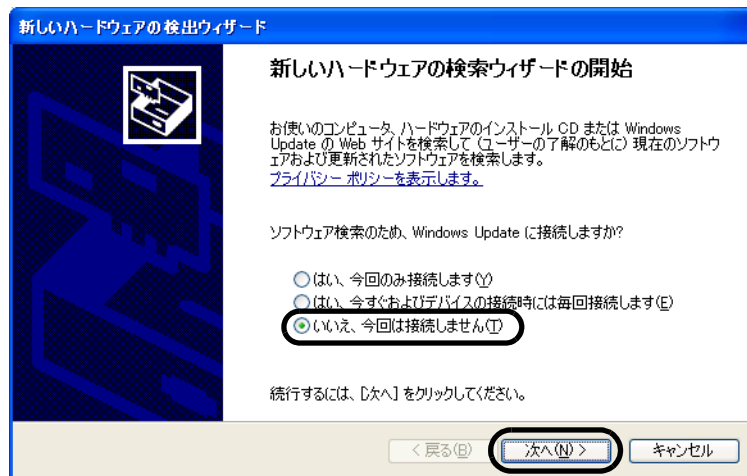 新しいハードウェアの検出ウィザード
新しいハードウェアの検索ウィザードの開始
お使いのコンピュータ、ハードウェアのインストール CD または Windows
Update の Web サイトを検索して (ユーザーの了解のもとに) 現在のソフトウ
ェアおよび更新されたソフトウェアを検索します。
プライバシー ポリシーを表示します。
ソフトウェア検索のため、Windows Update に接続しますか?
はい、今回のみ接続します(Y)
はい、今すぐおよびデバイスの接続時には毎回接続します(E)
いいえ、今回は接続しません(T)
続行するには、[次へ] をクリックしてください。
< 戻る(B) 次へ(N) > キャンセル